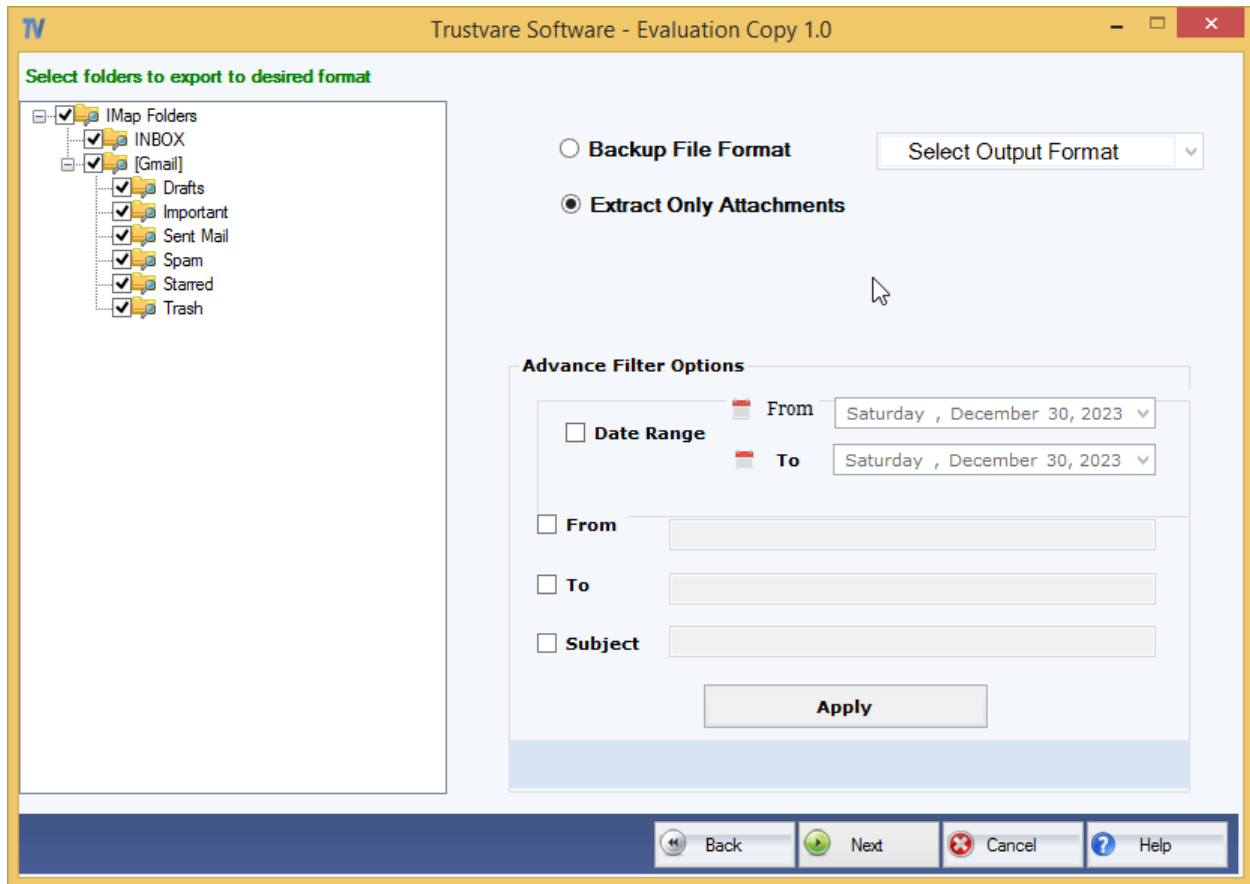 TV
Trustvare Software - Evaluation Copy 1.0
Select folders to export to desired format
IMap Folders
INBOX
[Gmail]
Drafts
Important
Sent Mail
Spam
Starred
Trash
Backup File Format
Select Output Format
Extract Only Attachments
Advance Filter Options
Date Range
From
Saturday , December 30, 2023
To
Saturday , December 30, 2023
From
To
Subject
Apply
Back
Next
Cancel
Help